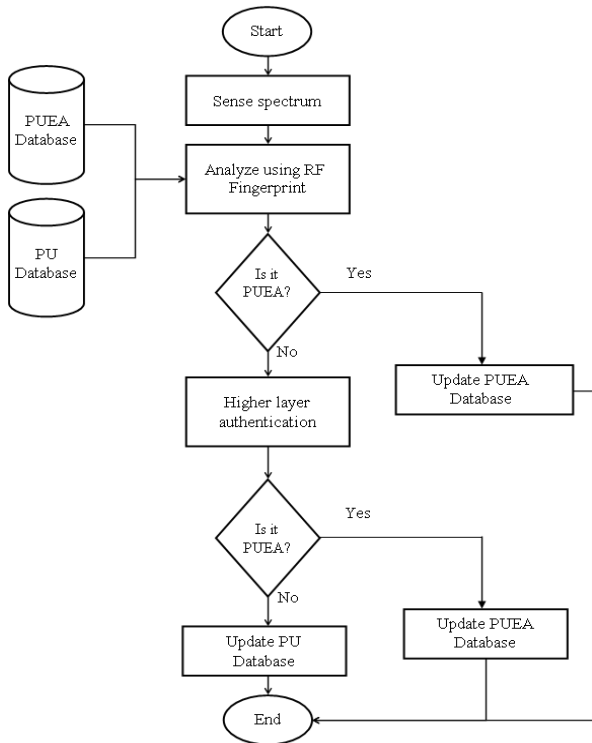 Start
Sense spectrum
PUEA
Database
Analyze using RF
Fingerprint
PU
Database
Is it
PUEA?
Yes
No
Update PUEA
Database
Higher layer
authentication
Is it
PUEA?
Yes
No
Update PU
Database
Update PUEA
Database
End